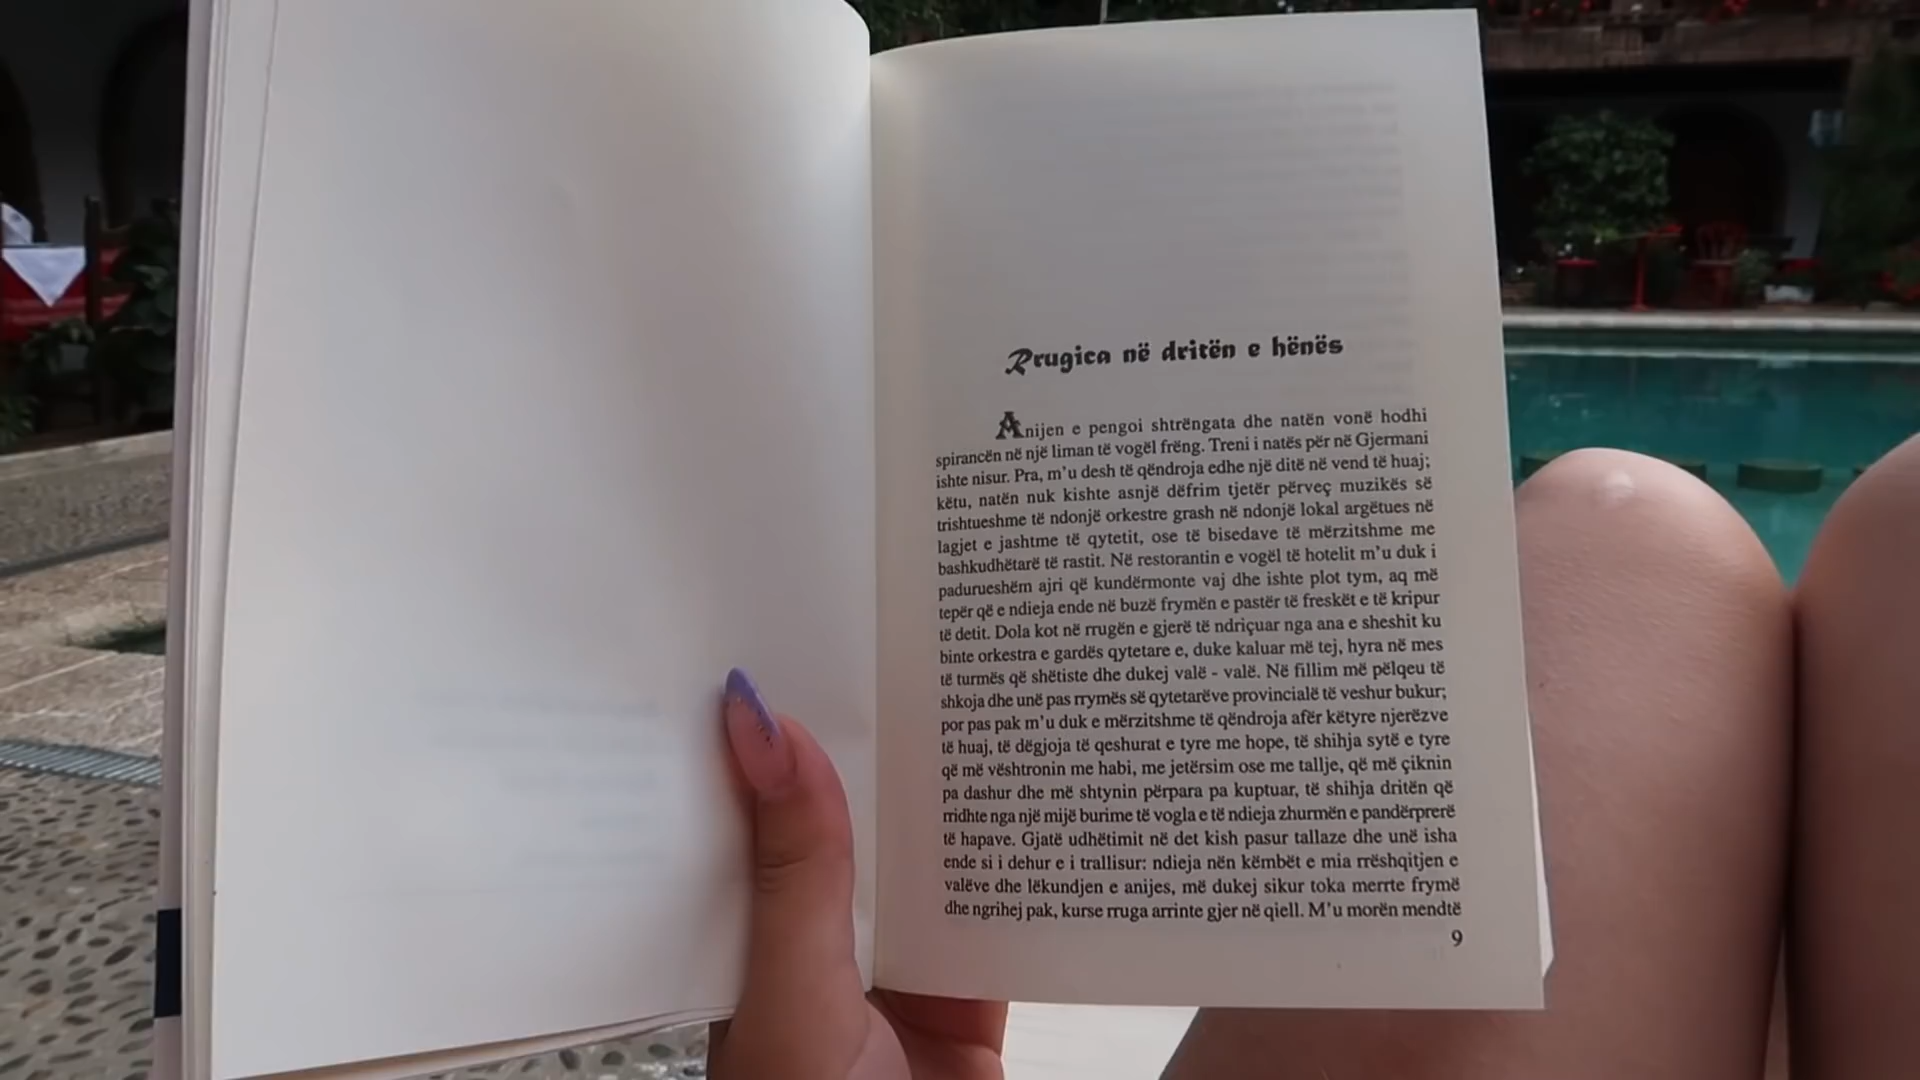 Rrugica në dritën e hënës
Anijen e pengoi shtrëngata dhe natën vonë hodhi
spirancën në një liman të vogël frëng. Treni i natës për në Gjermani
ishte nisur. Pra, m’u desh të qëndroja edhe një ditë në vend të huaj;
këtu, natën nuk kishte asnjë dëfrim tjetër përveç muzikës së
trishtueshme të ndonjë orkestre grash në ndonjë lokal argëtues në
lagjet e jashtme të qytetit, ose të bisedave të mërzitshme me
bashkudhëtarë të rastit. Në restorantin e vogël të hotelit m’u duk i
padurueshëm ajri që kundërmonte vaj dhe ishte plot tym, aq më
tepër që e ndieja ende në buzë frymën e pastër të freskët e të kripur
të detit. Dola kot në rrugën e gjerë të ndriçuar nga ana e sheshit ku
binte orkestra e gardës qytetare e, duke kaluar më tej, hyra në mes
të turmës që shëtiste dhe dukej valë - valë. Në fillim më pëlqeu të
shkoja dhe unë pas rrymës së qytetarëve provincialë të veshur bukur;
por pas pak m’u duk e mërzitshme të qëndroja afër këtyre njerëzve
të huaj, të dëgjoja të qeshurat e tyre me hope, të shihja sytë e tyre
që më vështronin me habi, me jetërsim ose me tallje, që më çiknin
pa dashur dhe më shtynin përpara pa kuptuar, të shihja dritën që
rridhte nga një mijë burime të vogla e të ndieja zhurmën e pandërprerë
të hapave. Gjatë udhëtimit në det kish pasur tallaze dhe unë isha
ende si i dehur e i trallisur: ndieja nën këmbët e mia rrëshqitjen e
valëve dhe lëkundjen e anijes, më dukej sikur toka merrte frymë
dhe ngrihej pak, kurse rruga arrinte gjer në qiell. M’u morën mendtë
9